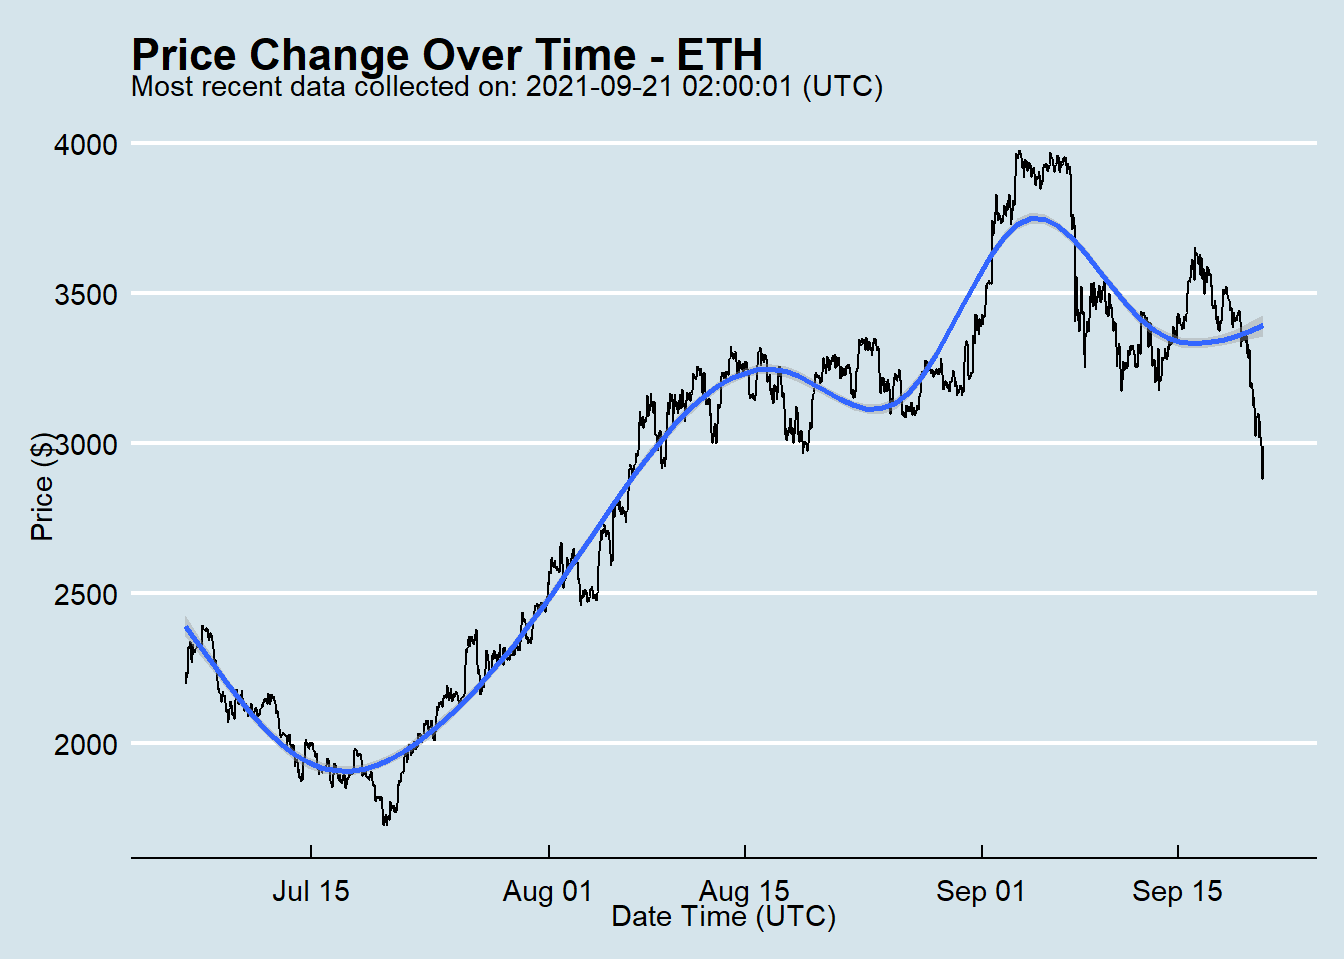 Price Change Over Time - ETH
Most recent data collected on: 2021-09-21 02:00:01 (UTC)
4000
3500
3000
2500
2000
Price ($)
Jul 15
Aug 01
Aug 15
Sep 01
Sep 15
Date Time (UTC)